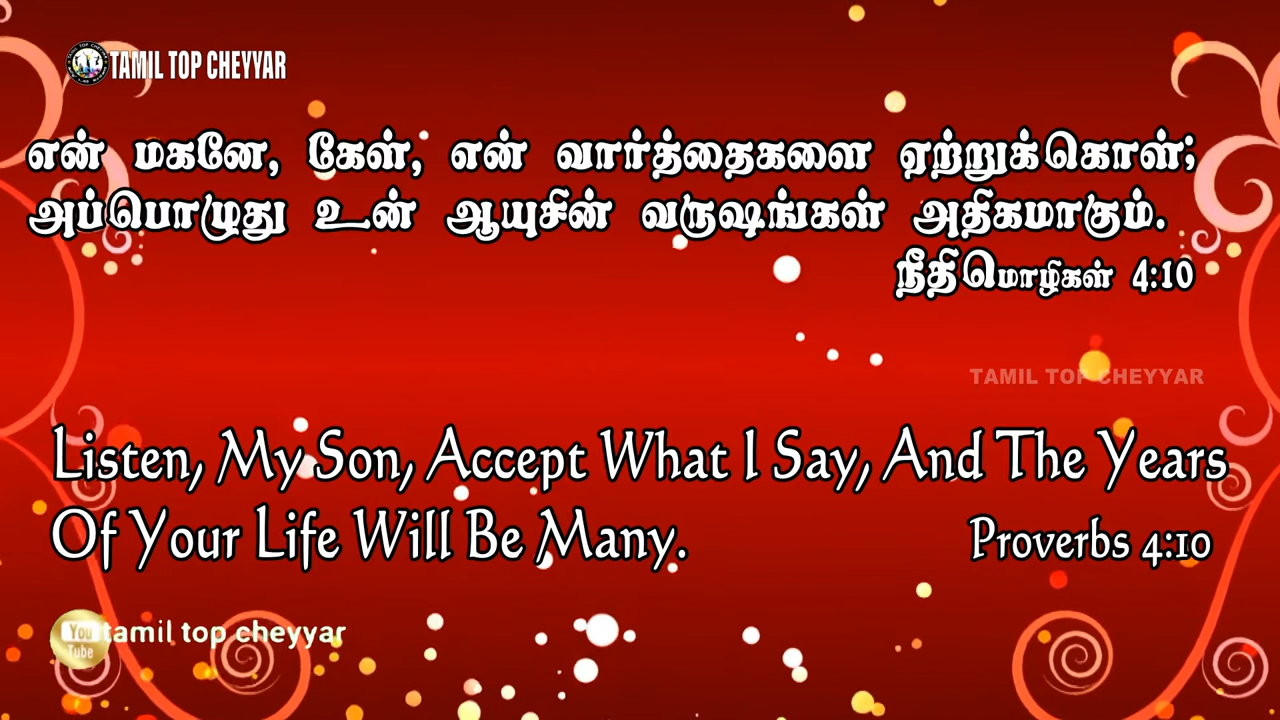 TAMIL TOP CHEYYAR
என் மகனே, கேள், என் வார்த்தைகளை ஏற்றுக்கொள்;
அப்பொழுது உன் ஆயுசின் வருஷங்கள் அதிகமாகும்.
நீதிமொழிகள் 4:10
TAMIL TOP CHEYYAR
Listen, My Son, Accept What I Say, And The Years
Of Your Life Will Be Many.
Proverbs 4:10
You
Tube
tamil top cheyyar